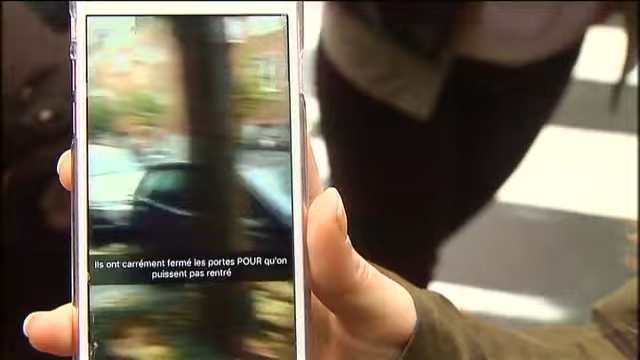 Ils ont carrément fermé les portes POUR qu'on
puissent pas rentré